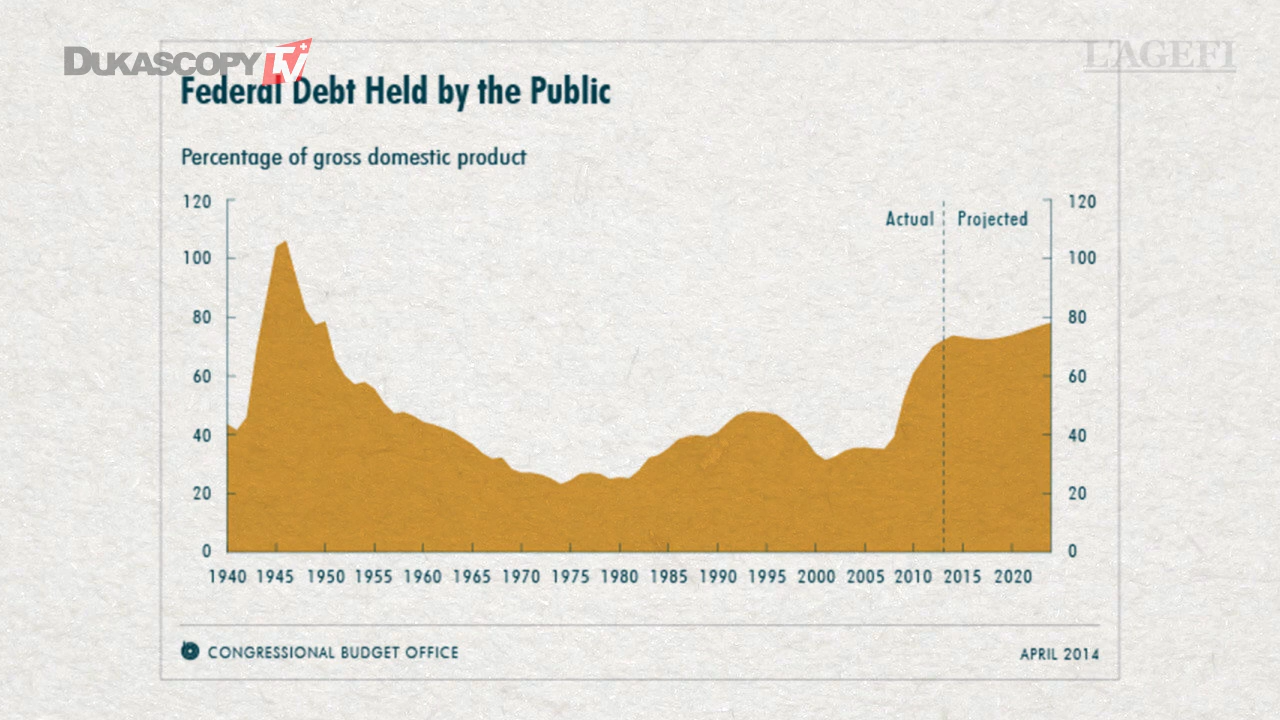 DUKASCOPY TV
L'AGEFI
Federal Debt Held by the Public
Percentage of gross domestic product
120 120
Actual Projected
100 100
80 80
60 60
40 40
20 20
0 0
1940 1945 1950 1955 1960 1965 1970 1975 1980 1985 1990 1995 2000 2005 2010 2015 2020
CONGRESSIONAL BUDGET OFFICE
APRIL 2014